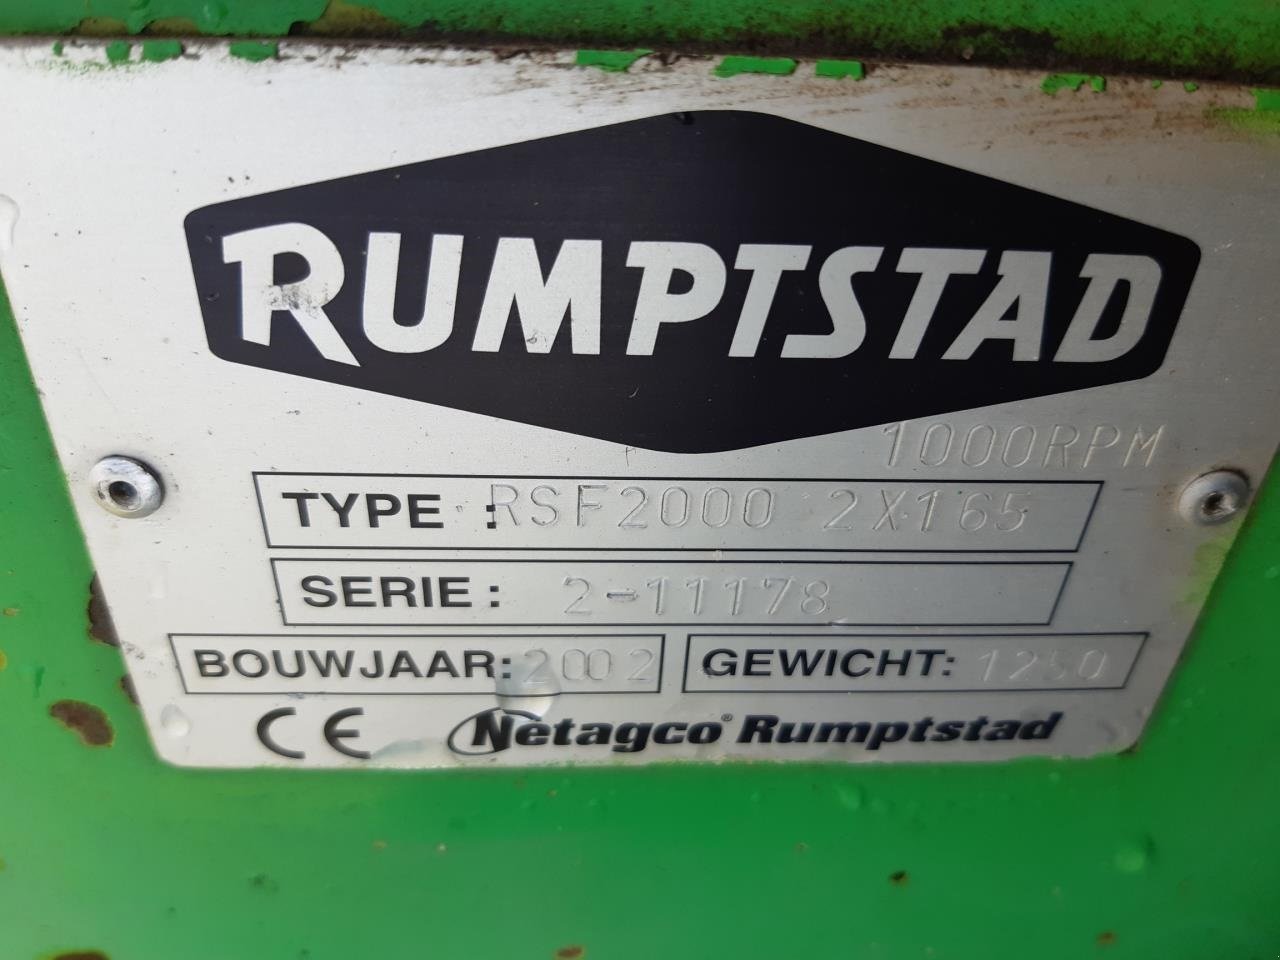 RUMPTSTAD
1000RPM
TYPE : RSF2000 2X165
SERIE : 2-11178
BOUWJAAR: 2002 GEWICHT: 1250
CE Netagco® Rumptstad